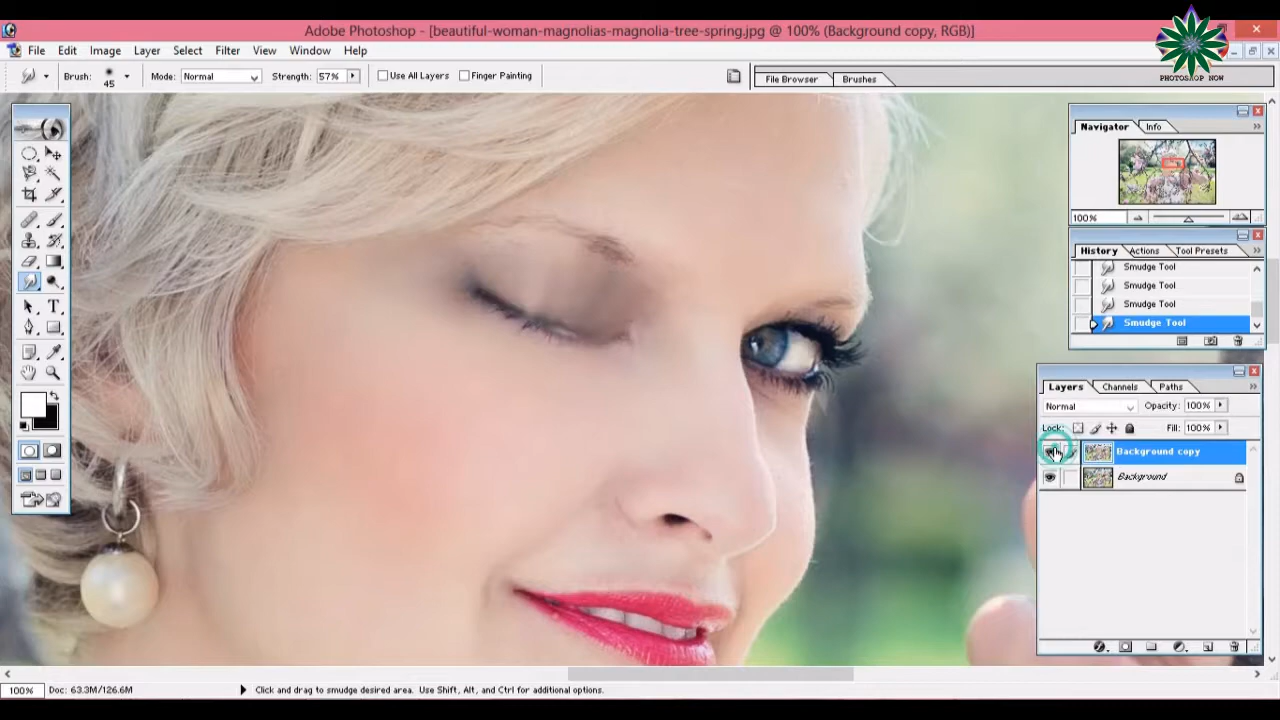 Adobe Photoshop - [beautiful-woman-magnolias-magnolia-tree-spring.jpg @ 100% (Background copy, RGB)]
PHOTOSHOP NOW
File Edit Image Layer Select Filter View Window Help
Brush: 45 Mode: Normal Strength: 57% Use All Layers Finger Painting File Browser Brushes
Navigator Info
100%
History Actions Tool Presets
Smudge Tool
Smudge Tool
Smudge Tool
Smudge Tool
Layers Channels Paths
Normal Opacity: 100%
Lock: Fill: 100%
Background copy
Background
100% Doc: 63.3M/126.6M Click and drag to smudge desired area. Use Shift, Alt, and Ctrl for additional options.